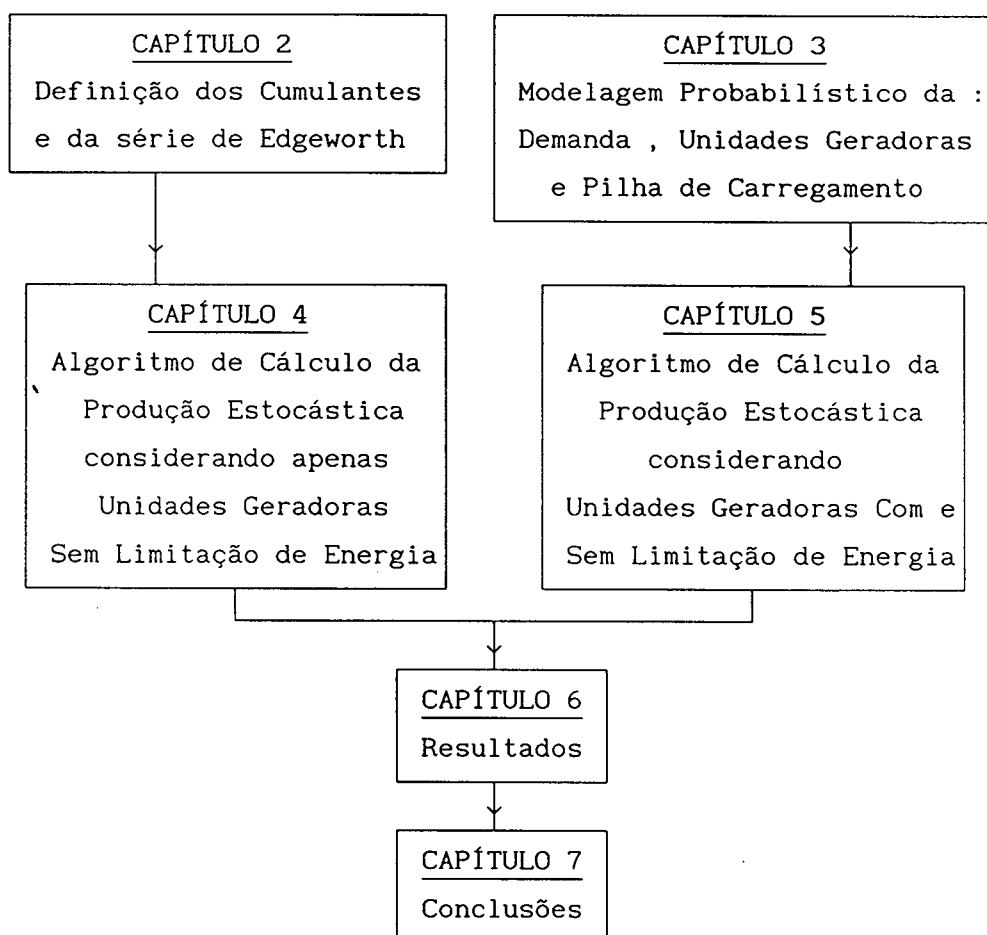 CAPÍTULO 2
Definição dos Cumulantes
e da série de Edgeworth
CAPÍTULO 3
Modelagem Probabilístico da :
Demanda , Unidades Geradoras
e Pilha de Carregamento
CAPÍTULO 4
Algoritmo de Cálculo da
Produção Estocástica
considerando apenas
Unidades Geradoras
Sem Limitação de Energia
CAPÍTULO 5
Algoritmo de Cálculo da
Produção Estocástica
considerando
Unidades Geradoras Com e
Sem Limitação de Energia
CAPÍTULO 6
Resultados
CAPÍTULO 7
Conclusões